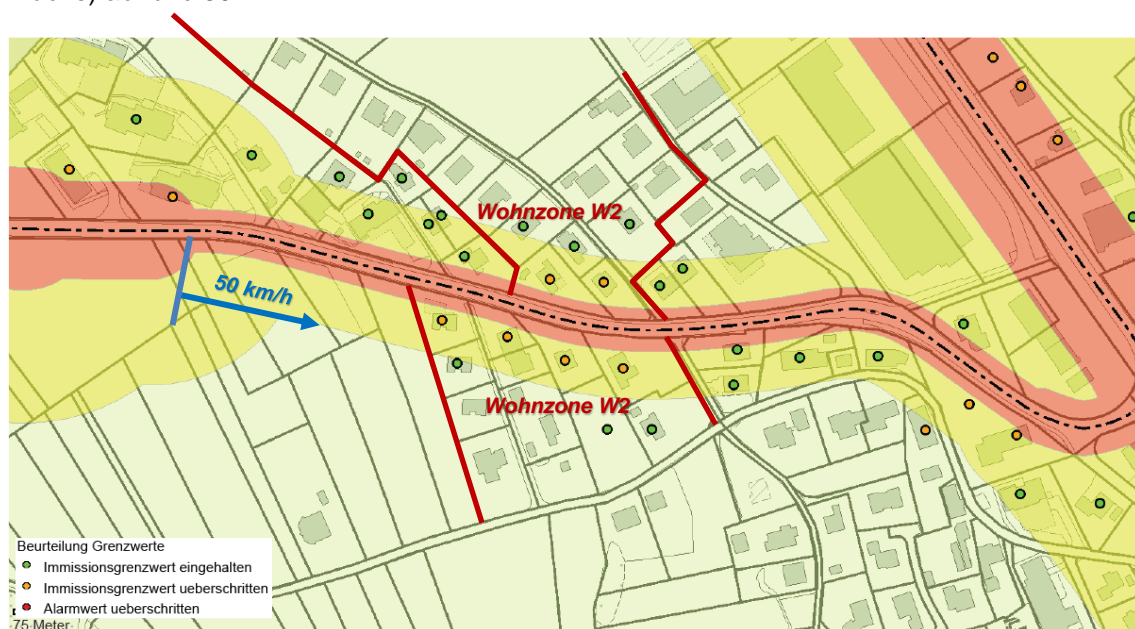 Wohnzone W2
50 km/h
Wohnzone W2
Beurteilung Grenzwerte
Immissionsgrenzwert eingehalten
Immissionsgrenzwert ueberschritten
Alarmwert ueberschritten
75 Meter